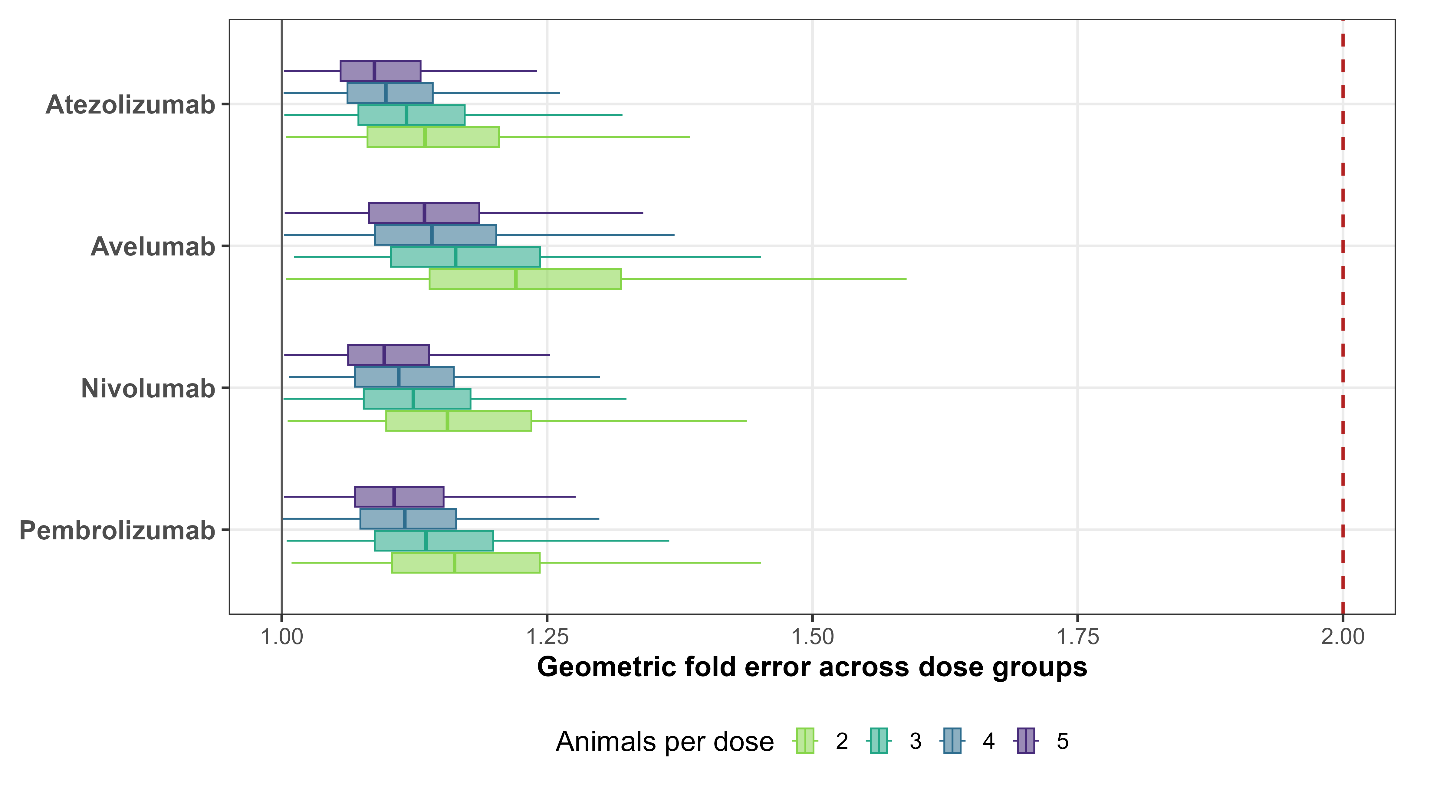 Atezolizumab
Avelumab
Nivolumab
Pembrolizumab
1.00 1.25 1.50 1.75 2.00
Geometric fold error across dose groups
Animals per dose 2 3 4 5